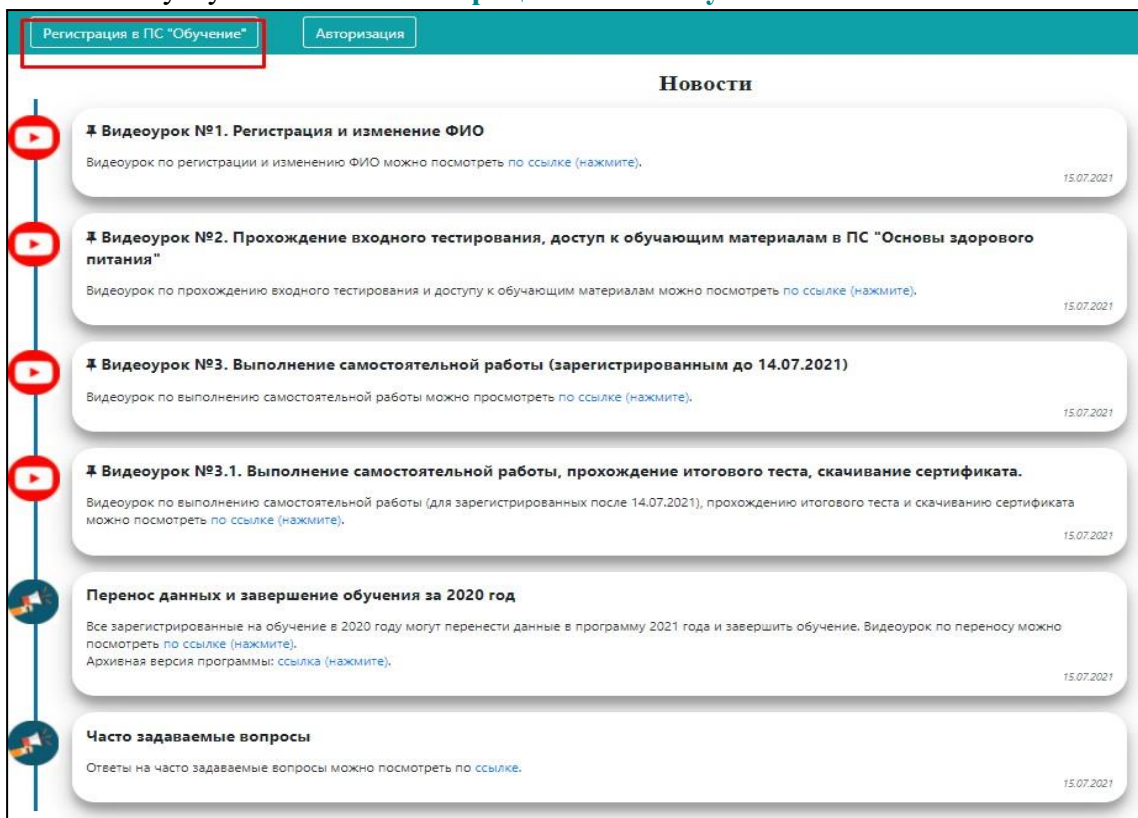 Регистрация в ПС "Обучение"
Авторизация
Новости
Видеоурок №1. Регистрация и изменение ФИО
Видеоурок по регистрации и изменению ФИО можно посмотреть по ссылке (нажмите).
15.07.2021
Видеоурок №2. Прохождение входного тестирования, доступ к обучающим материалам в ПС "Основы здорового
питания"
Видеоурок по прохождению входного тестирования и доступу к обучающим материалам можно посмотреть по ссылке (нажмите).
15.07.2021
Видеоурок №3. Выполнение самостоятельной работы (зарегистрированным до 14.07.2021)
Видеоурок по выполнению самостоятельной работы можно просмотреть по ссылке (нажмите).
15.07.2021
Видеоурок №3.1. Выполнение самостоятельной работы, прохождение итогового теста, скачивание сертификата.
Видеоурок по выполнению самостоятельной работы (для зарегистрированных после 14.07.2021), прохождению итогового теста и скачиванию сертификата
можно посмотреть по ссылке (нажмите).
15.07.2021
Перенос данных и завершение обучения за 2020 год
Все зарегистрированные на обучение в 2020 году могут перенести данные в программу 2021 года и завершить обучение. Видеоурок по переносу можно
посмотреть по ссылке (нажмите).
Архивная версия программы: ссылка (нажмите).
15.07.2021
Часто задаваемые вопросы
Ответы на часто задаваемые вопросы можно посмотреть по ссылке.
15.07.2021